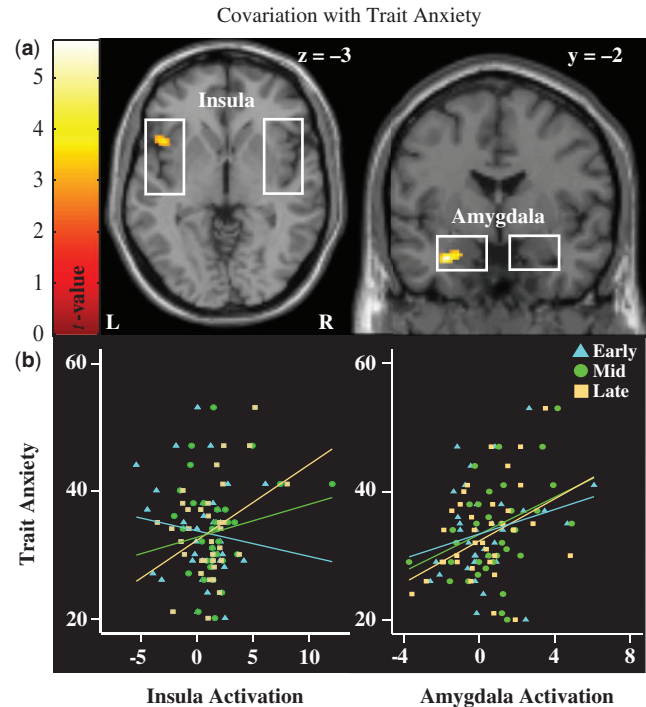 Covariation with Trait Anxiety
(a)
z = –3
y = –2
Insula
Amygdala
5
4
3
2
1
0
t-value
L
R
(b)
Early
Mid
Late
60
40
20
Trait Anxiety
-5
0
5
10
Insula Activation
60
40
20
-4
0
4
8
Amygdala Activation